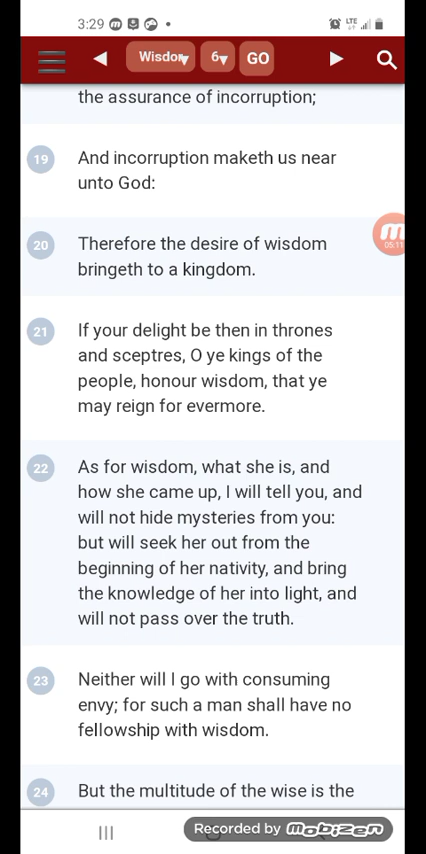 3:29
LTE
Wisdom
6
GO
the assurance of incorruption;
19
And incorruption maketh us near
unto God:
05:11
20
Therefore the desire of wisdom
bringeth to a kingdom.
21
If your delight be then in thrones
and sceptres, O ye kings of the
people, honour wisdom, that ye
may reign for evermore.
22
As for wisdom, what she is, and
how she came up, I will tell you, and
will not hide mysteries from you:
but will seek her out from the
beginning of her nativity, and bring
the knowledge of her into light, and
will not pass over the truth.
23
Neither will I go with consuming
envy; for such a man shall have no
fellowship with wisdom.
24
But the multitude of the wise is the
Recorded by mobizen